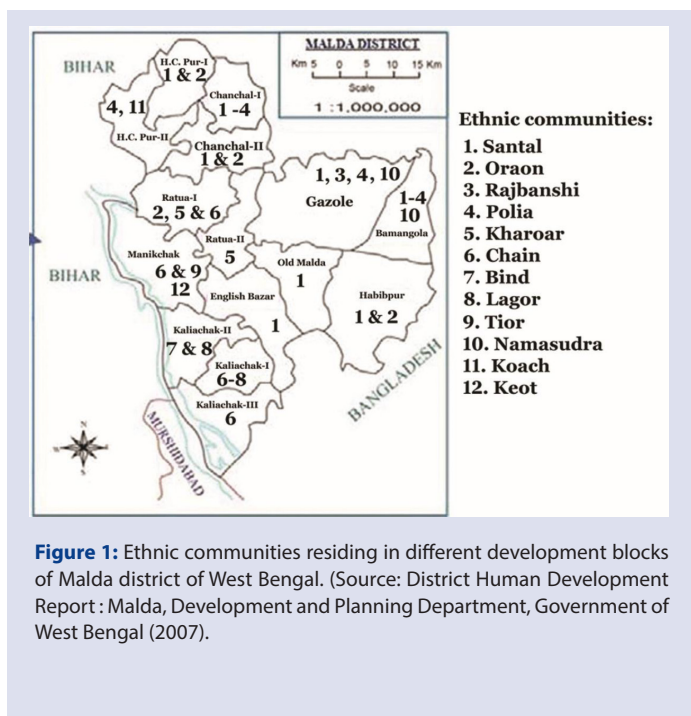 MALDA DISTRICT
Km 5 0 5 10 15 Km
Scale
1 :1,000,000
BIHAR
H.C. Pur-I
1 & 2
4, 11
Chanchal-I
1 -4
H.C. Pur-II
Chanchal-II
1 & 2
1, 3, 4, 10
Gazole
1-4
10
Bamangola
Ratua-I
2, 5 & 6
Ratua-II
5
BIHAR
Manikchak
6 & 9
12
Old Malda
1
English Bazar
1
Habibpur
1 & 2
Kaliachak-II
7 & 8
Kaliachak-I
6-8
Kaliachak-III
6
BANGLADESH
MURSHIDABAD
N
E
S
W
Ethnic communities:
1. Santal
2. Oraon
3. Rajbanshi
4. Polia
5. Kharoar
6. Chain
7. Bind
8. Lagor
9. Tior
10. Namasudra
11. Koach
12. Keot
Figure 1: Ethnic communities residing in different development blocks
of Malda district of West Bengal. (Source: District Human Development
Report : Malda, Development and Planning Department, Government of
West Bengal (2007).